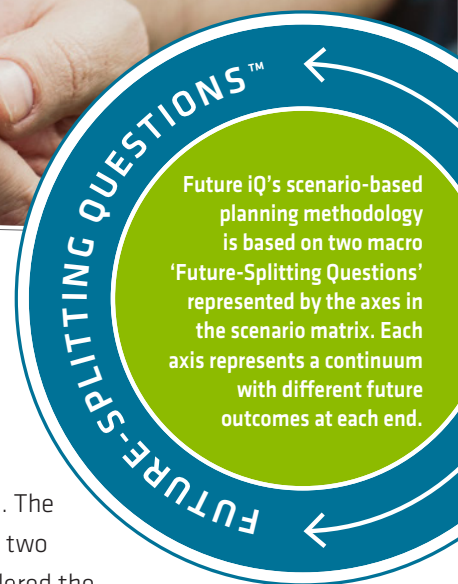 FUTURE-SPLITTING QUESTIONS™
Future iQ’s scenario-based
planning methodology
is based on two macro
‘Future-Splitting Questions’
represented by the axes in
the scenario matrix. Each
axis represents a continuum
with different future
outcomes at each end.
. The
two
the